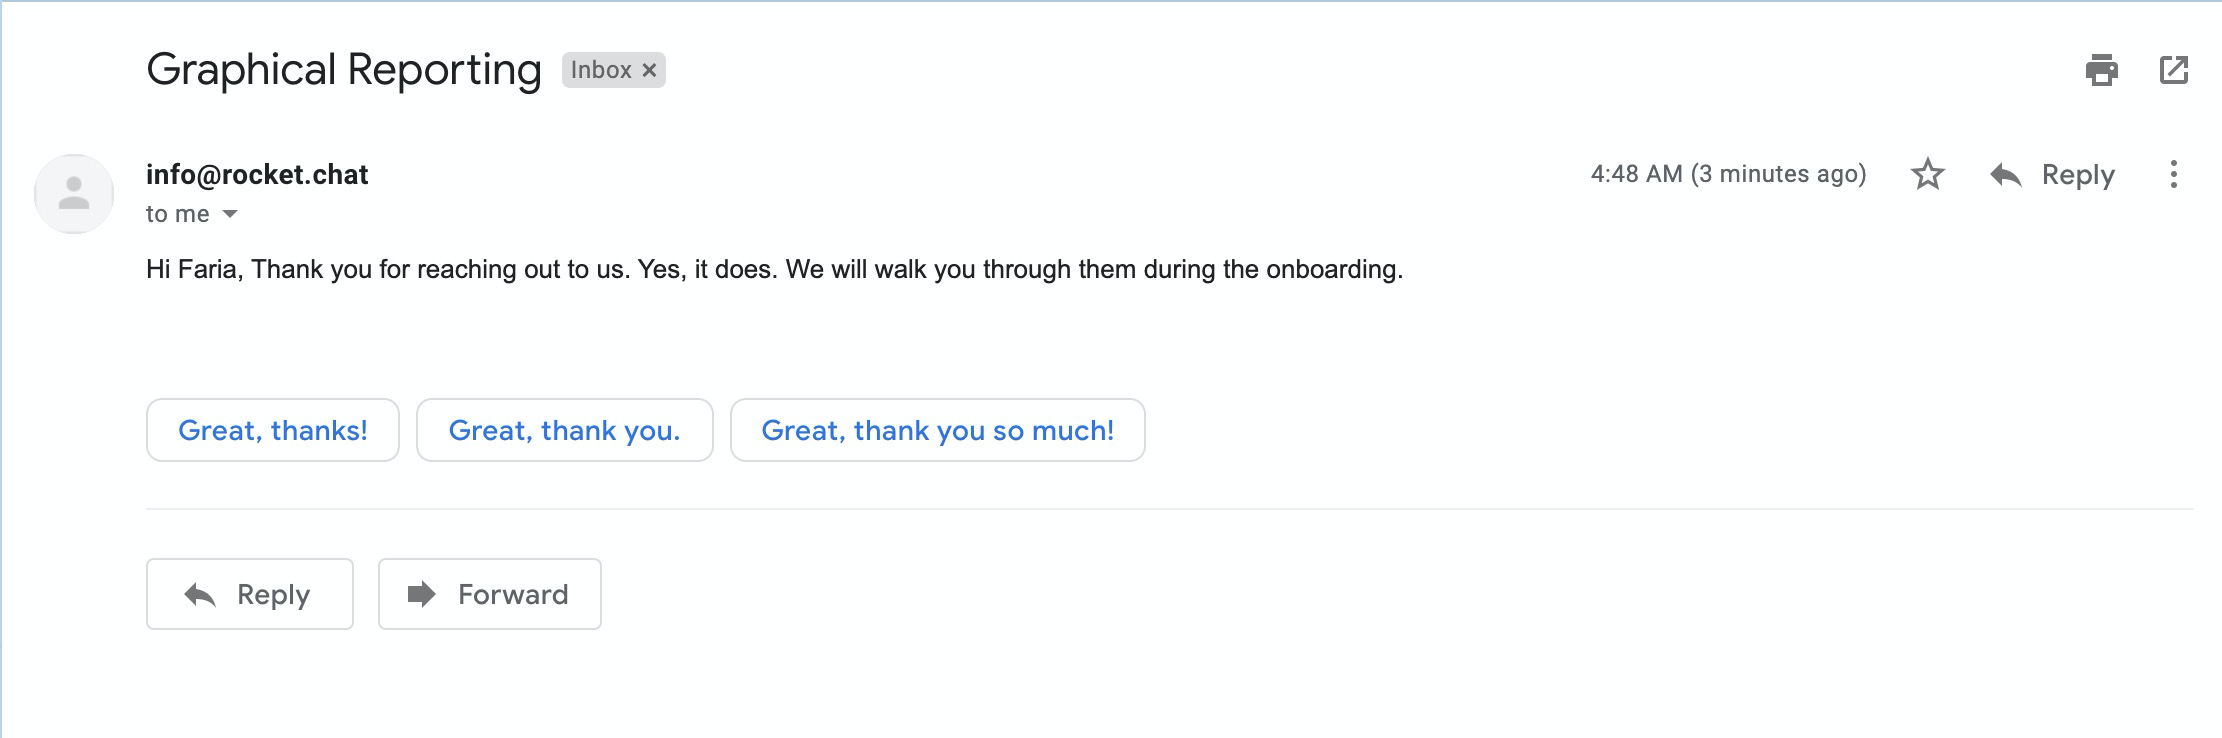 Graphical Reporting Inbox ×
info@rocket.chat 4:48 AM (3 minutes ago) Reply
to me
Hi Faria, Thank you for reaching out to us. Yes, it does. We will walk you through them during the onboarding.
Great, thanks! Great, thank you. Great, thank you so much!
Reply Forward